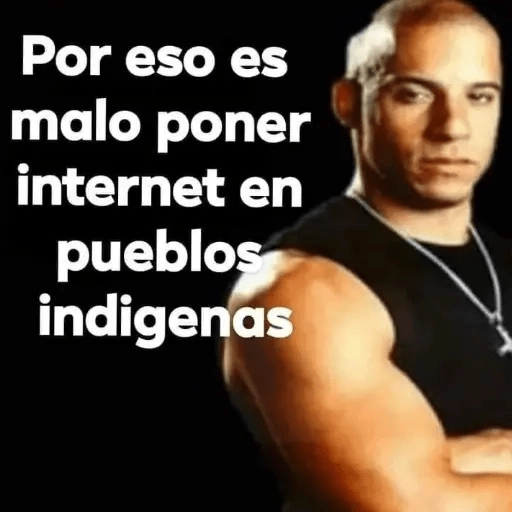 Por eso es
malo poner
internet en
pueblos
indigenas